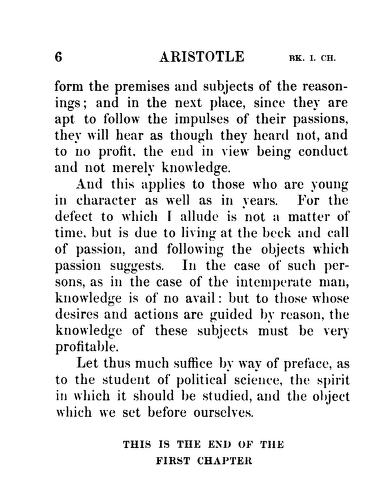 6 ARISTOTLE BK. I. CH.
form the premises and subjects of the reason-
ings; and in the next place, since they are
apt to follow the impulses of their passions,
they will hear as though they heard not, and
to no profit, the end in view being conduct
and not merely knowledge.
And this applies to those who are young
in character as well as in years. For the
defect to which I allude is not a matter of
time, but is due to living at the beck and call
of passion, and following the objects which
passion suggests. In the case of such per-
sons, as in the case of the intemperate man,
knowledge is of no avail: but to those whose
desires and actions are guided by reason, the
knowledge of these subjects must be very
profitable.
Let thus much suffice by way of preface, as
to the student of political science, the spirit
in which it should be studied, and the object
which we set before ourselves.
THIS IS THE END OF THE
FIRST CHAPTER